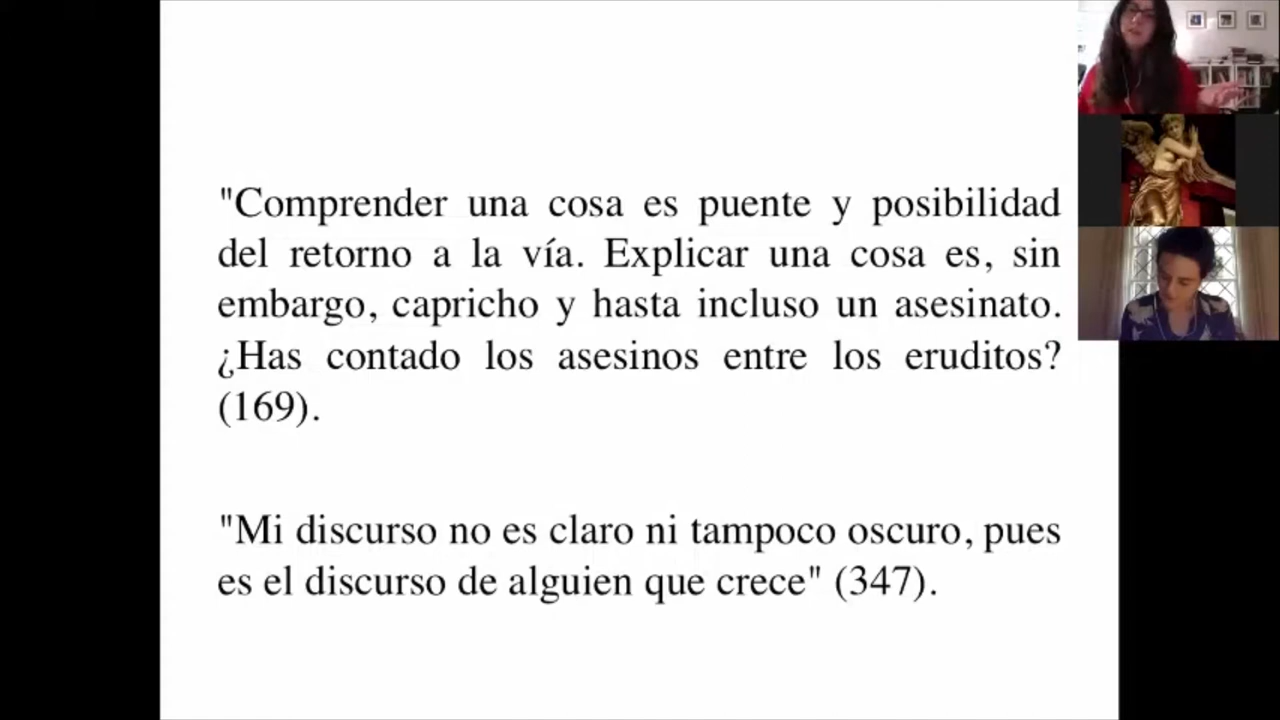 "Comprender una cosa es puente y posibilidad
del retorno a la vía. Explicar una cosa es, sin
embargo, capricho y hasta incluso un asesinato.
¿Has contado los asesinos entre los eruditos?
(169).
"Mi discurso no es claro ni tampoco oscuro, pues
es el discurso de alguien que crece" (347).